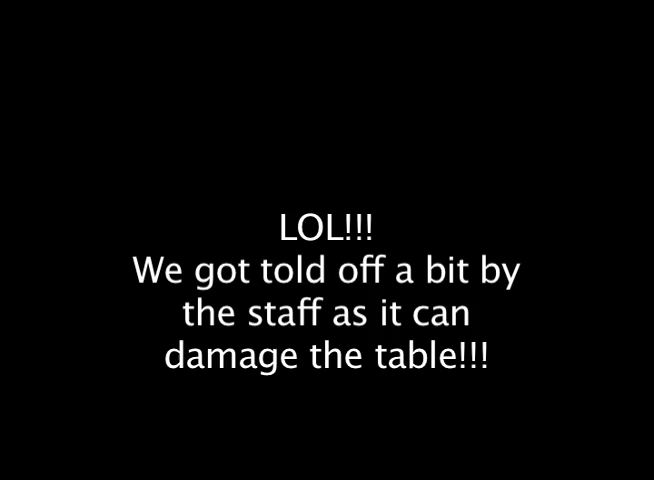 LOL!!!
We got told off a bit by
the staff as it can
damage the table!!!